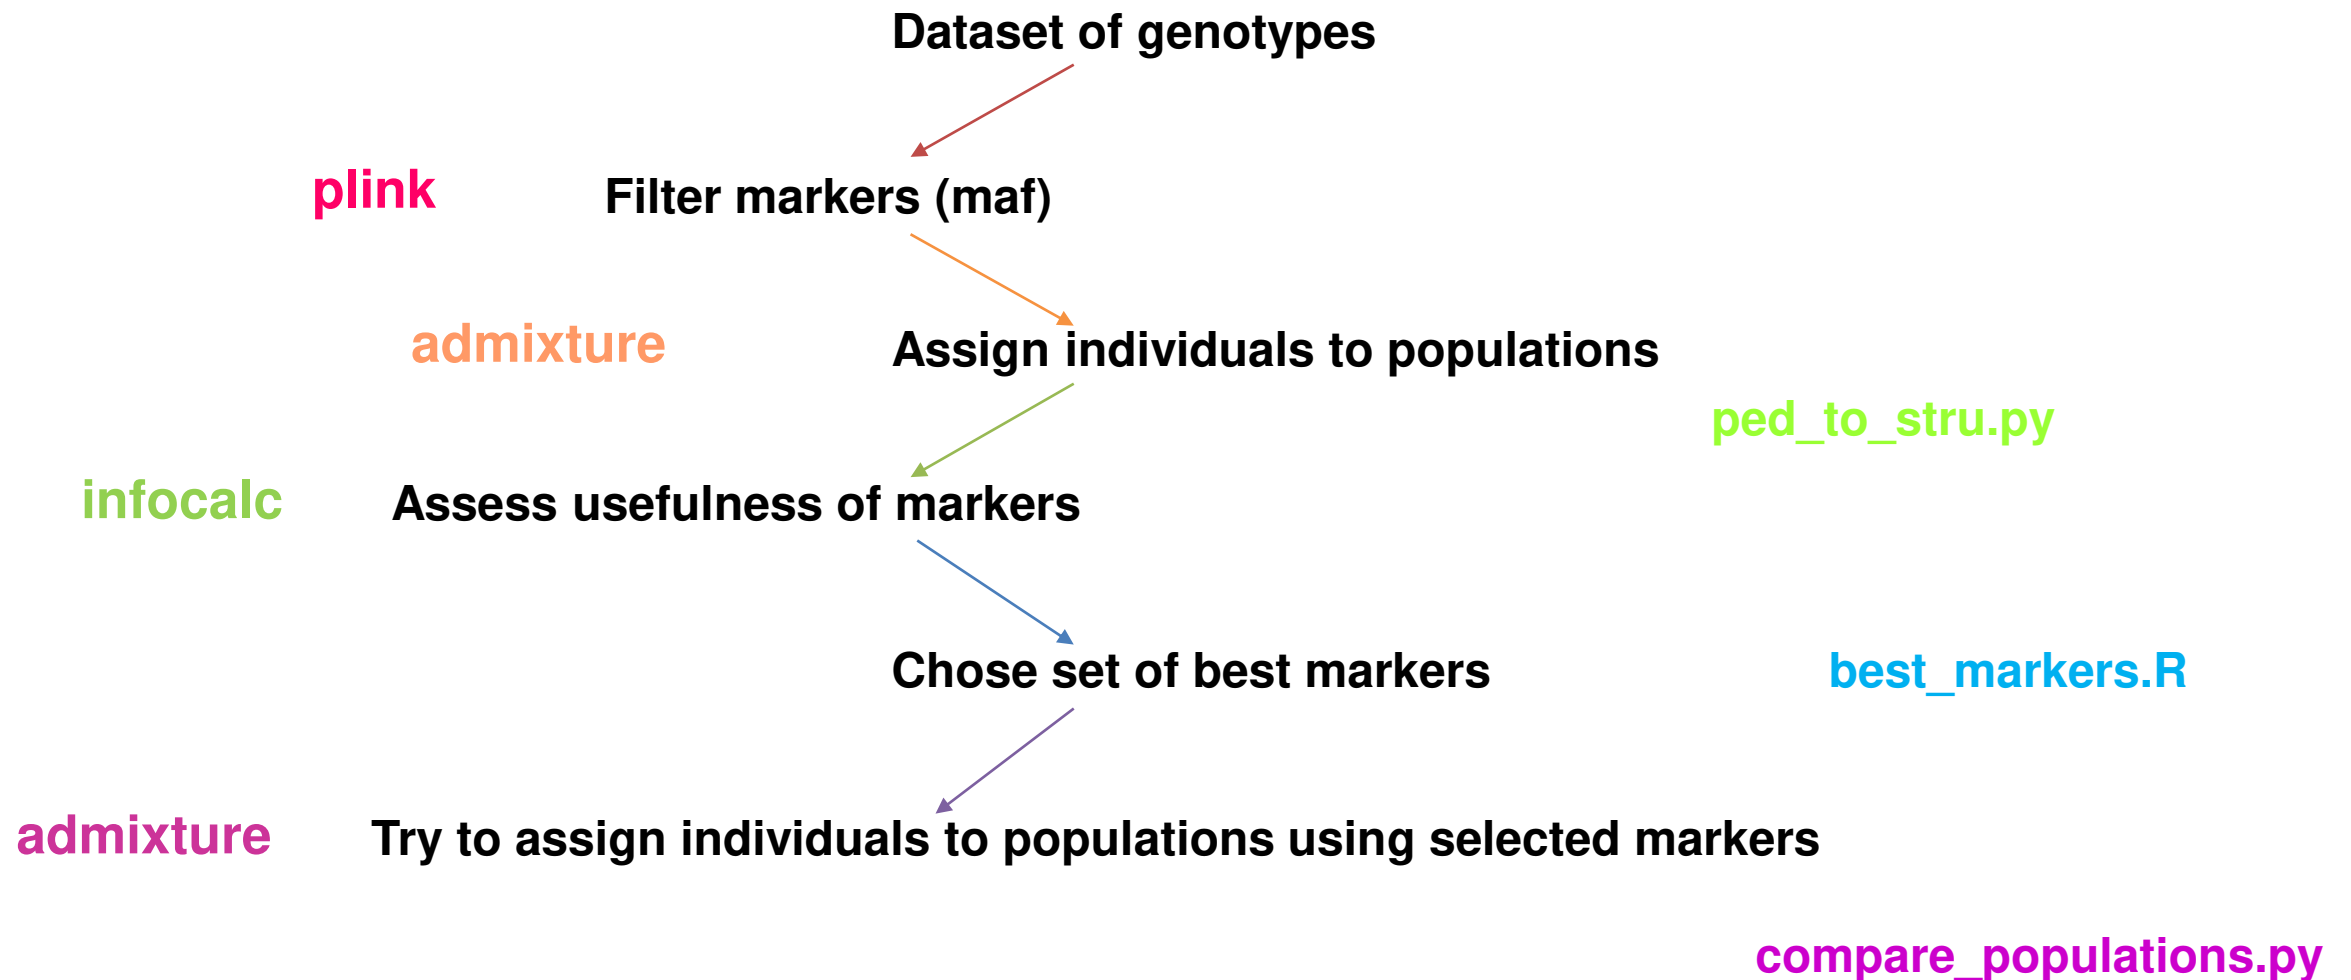 Dataset of genotypes
plink Filter markers (maf)
admixture Assign individuals to populations
ped_to_stru.py
infocalc Assess usefulness of markers
Chose set of best markers best_markers.R
admixture Try to assign individuals to populations using selected markers
compare_populations.py